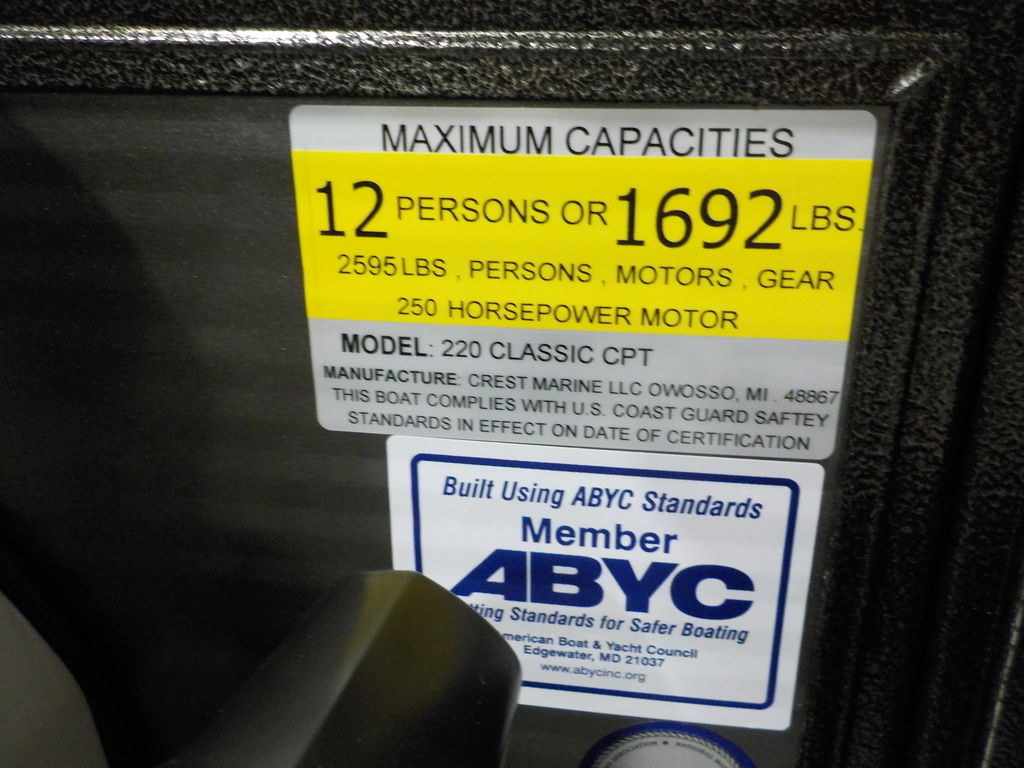 MAXIMUM CAPACITIES
12 PERSONS OR 1692 LBS.
2595 LBS , PERSONS , MOTORS , GEAR
250 HORSEPOWER MOTOR
MODEL: 220 CLASSIC CPT
MANUFACTURE: CREST MARINE LLC OWOSSO, MI . 48867
THIS BOAT COMPLIES WITH U.S. COAST GUARD SAFTEY
STANDARDS IN EFFECT ON DATE OF CERTIFICATION
Built Using ABYC Standards
Member
ABYC
Standards for Safer Boating
Boat & Yacht Council
Edgewater, MD 21037
www.abycinc.org
NATIONAL